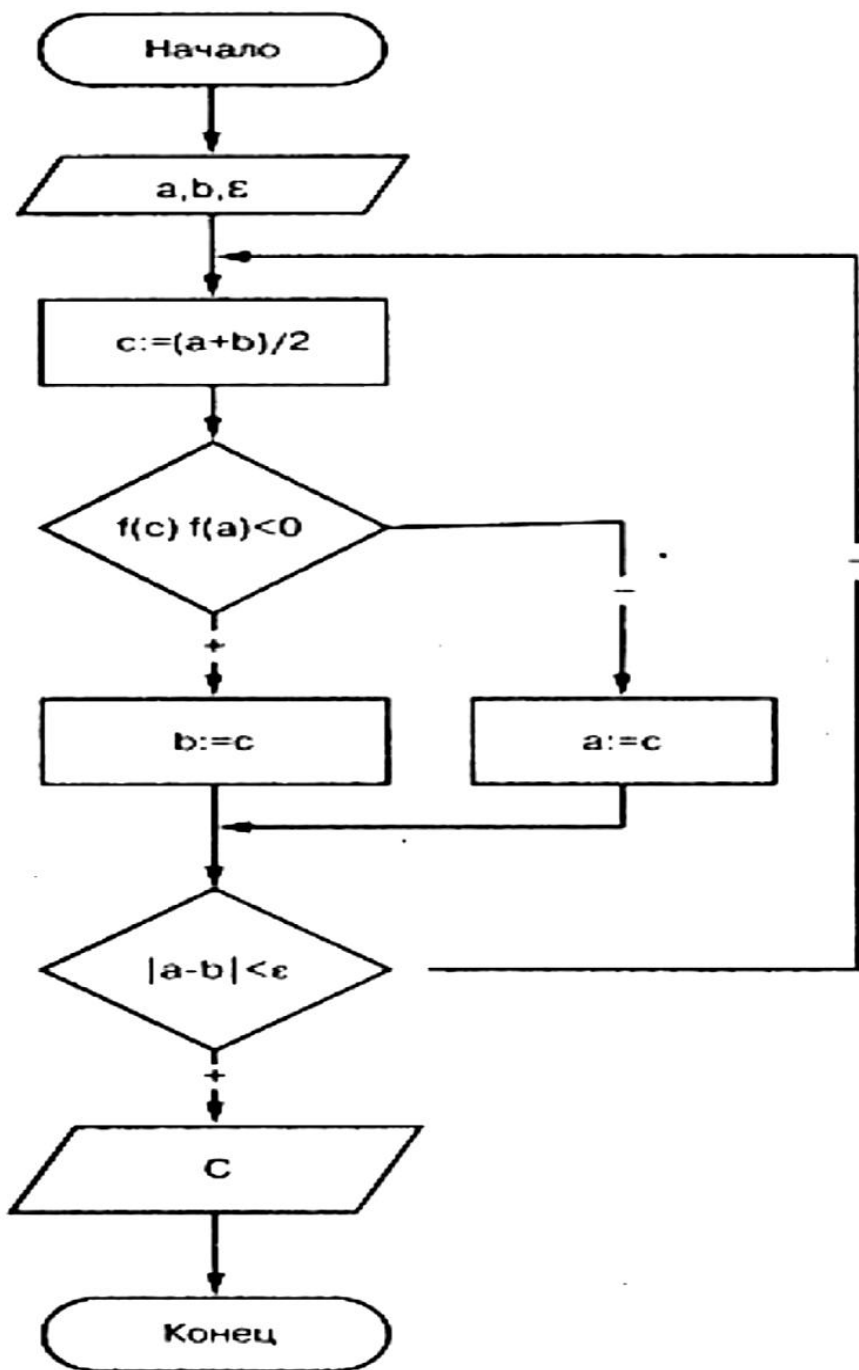 Начало
a,b,ε
c:=(a+b)/2
f(c) f(a)<0
–
–
+
b:=c
a:=c
|a-b|<ε
+
C
Конец